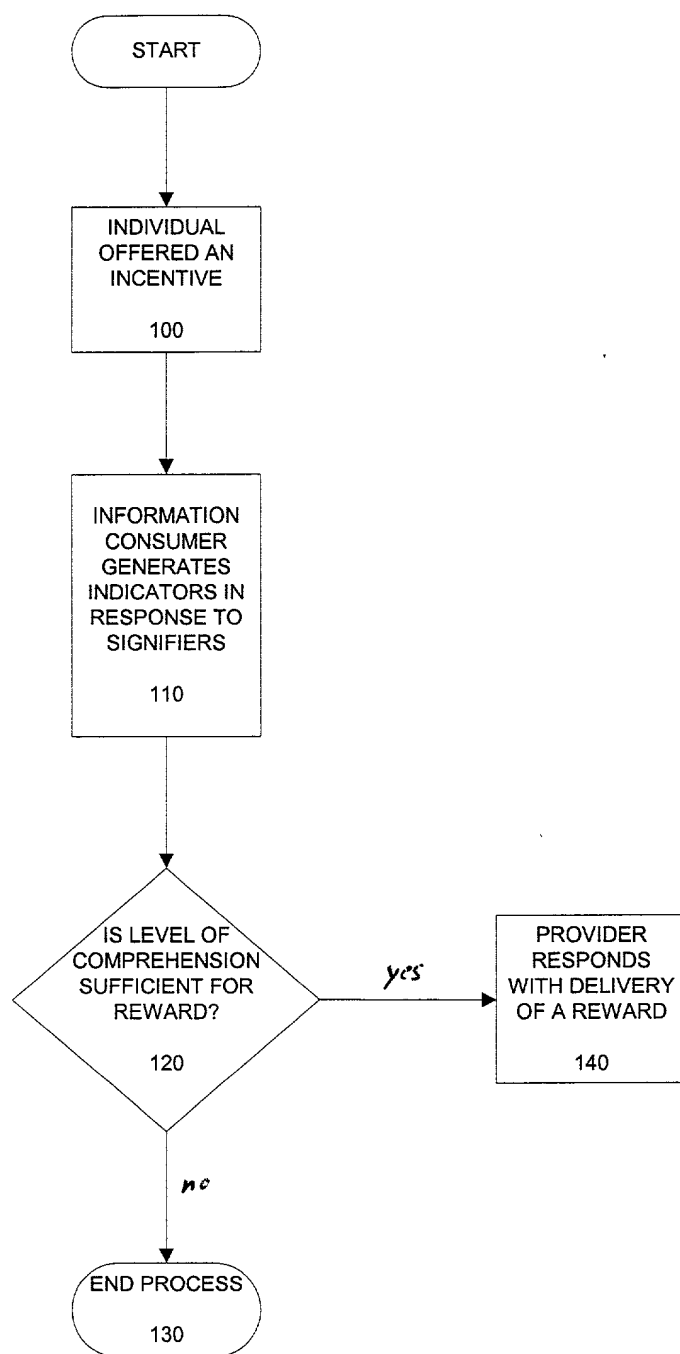 START
INDIVIDUAL
OFFERED AN
INCENTIVE
100
INFORMATION
CONSUMER
GENERATES
INDICATORS IN
RESPONSE TO
SIGNIFIERS
110
IS LEVEL OF
COMPREHENSION
SUFFICIENT FOR
REWARD?
120
yes
PROVIDER
RESPONDS
WITH DELIVERY
OF A REWARD
140
no
END PROCESS
130